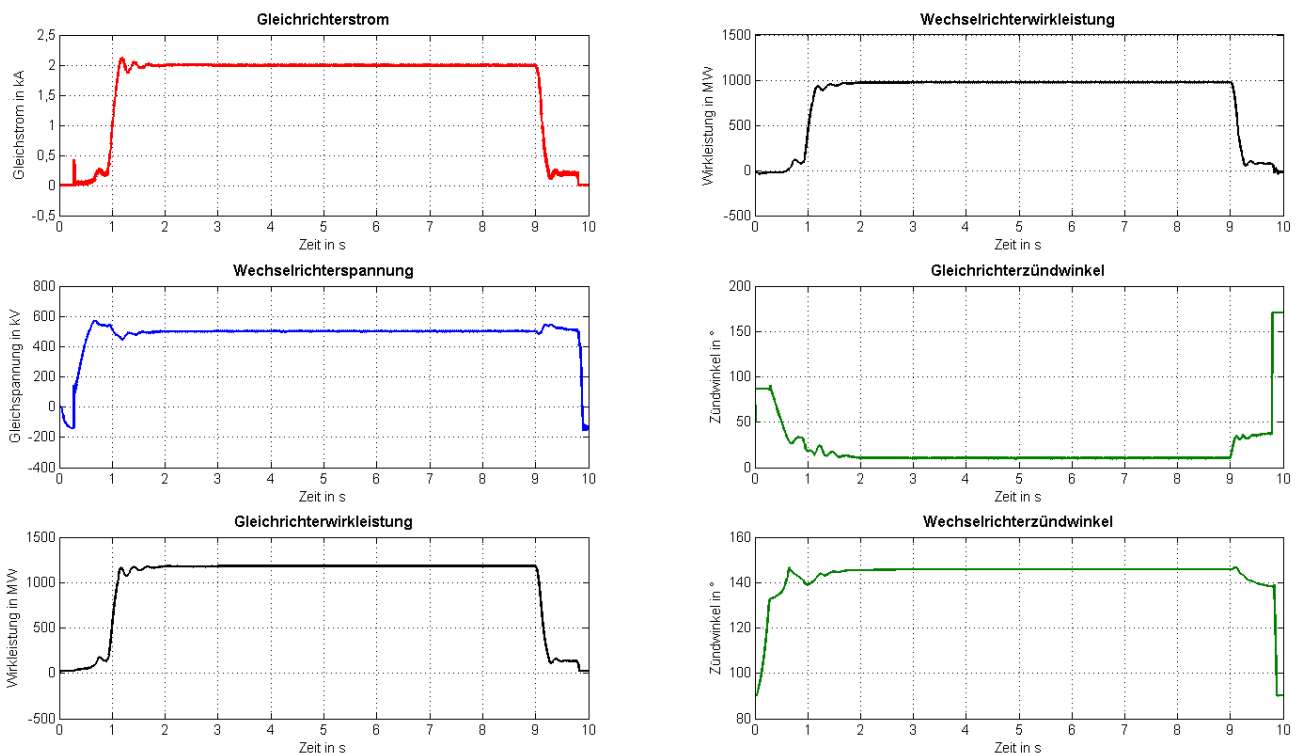 Gleichrichterstrom
Gleichstrom in kA
2,5
2
1,5
1
0,5
0
-0,5
0 1 2 3 4 5 6 7 8 9 10
Zeit in s
Wechselrichterwirkleistung
Wirkleistung in MW
1500
1000
500
0
-500
0 1 2 3 4 5 6 7 8 9 10
Zeit in s
Wechselrichterspannung
Gleichspannung in kV
800
600
400
200
0
-200
-400
0 1 2 3 4 5 6 7 8 9 10
Zeit in s
Gleichrichterzündwinkel
Zündwinkel in °
200
150
100
50
0
0 1 2 3 4 5 6 7 8 9 10
Zeit in s
Gleichrichterwirkleistung
Wirkleistung in MW
1500
1000
500
0
-500
0 1 2 3 4 5 6 7 8 9 10
Zeit in s
Wechselrichterzündwinkel
Zündwinkel in °
160
140
120
100
80
0 1 2 3 4 5 6 7 8 9 10
Zeit in s